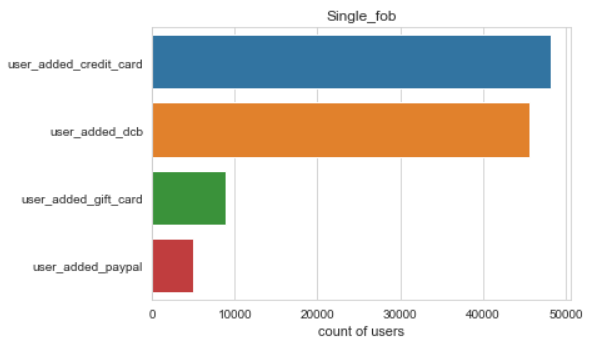 Single_fob
user_added_credit_card
user_added_dcb
user_added_gift_card
user_added_paypal
0 10000 20000 30000 40000 50000
count of users